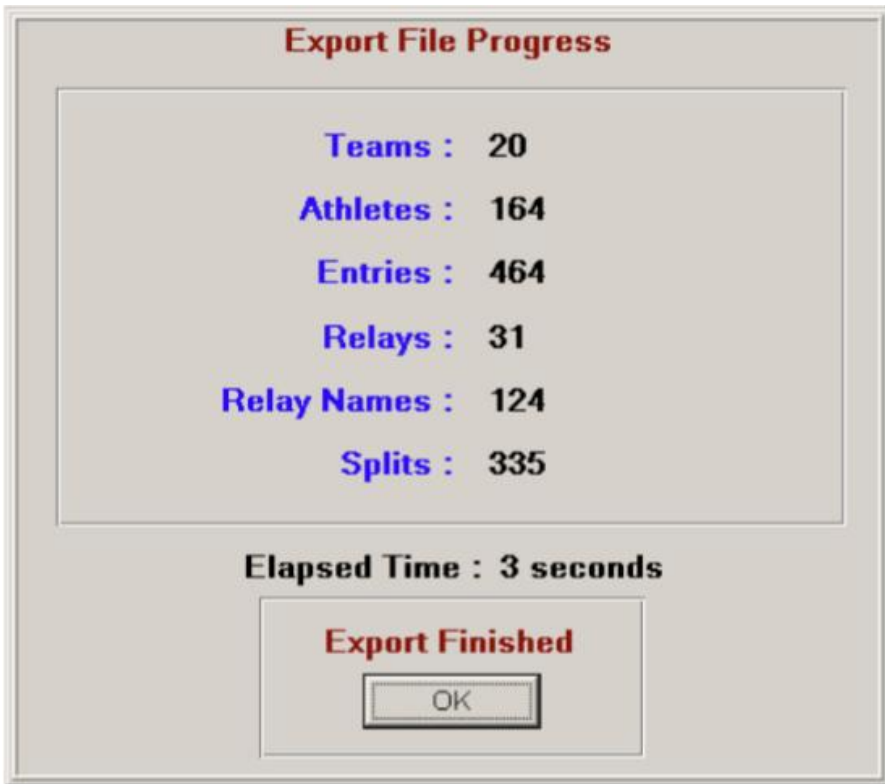 Export File Progress
Teams : 20
Athletes : 164
Entries : 464
Relays : 31
Relay Names : 124
Splits : 335
Elapsed Time : 3 seconds
Export Finished
OK